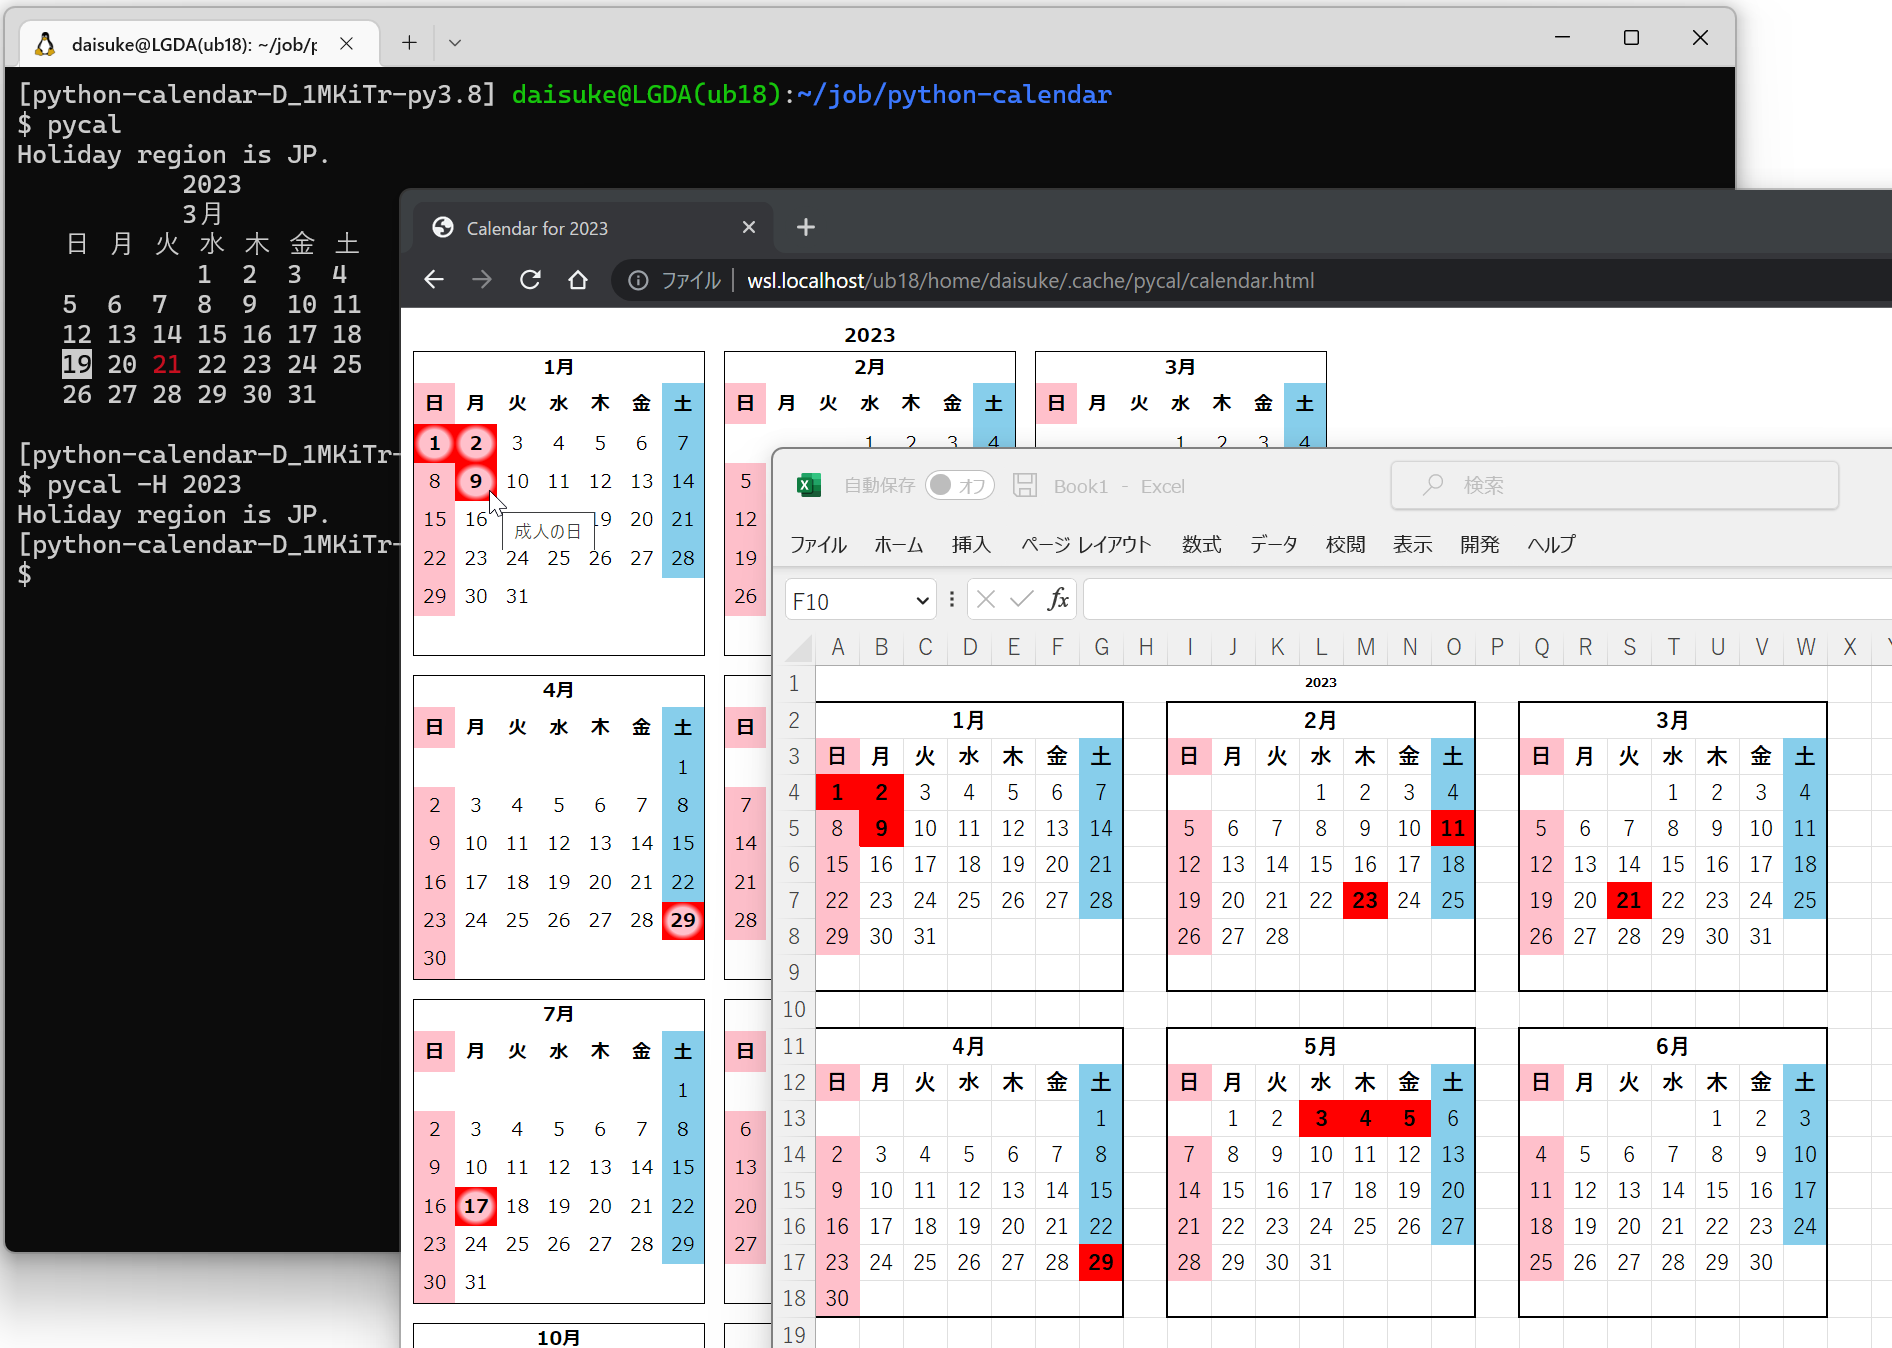 daisuke@LGDA(ub18): ~/job/p
[python-calendar-D_1MKiTr-py3.8] daisuke@LGDA(ub18):~/job/python-calendar
$ pycal
Holiday region is JP.
2023
3月
日 月 火 水 木 金 土
1 2 3 4
5 6 7 8 9 10 11
12 13 14 15 16 17 18
19 20 21 22 23 24 25
26 27 28 29 30 31
[python-calendar-D_1MKiTr-
$ pycal -H 2023
Holiday region is JP.
[python-calendar-D_1MKiTr-
$
Calendar for 2023
ファイル wsl.localhost/ub18/home/daisuke/.cache/pycal/calendar.html
2023
1月
日 月 火 水 木 金 土
1 2 3 4 5 6 7
8 9 10 11 12 13 14
15 16 19 20 21
成人の日
22 23 24 25 26 27 28
29 30 31
2月
日 月 火 水 木 金 土
1 2 3 4
5
12
19
26
3月
日 月 火 水 木 金 土
1 2 3 4
4月
日 月 火 水 木 金 土
1
2 3 4 5 6 7 8
9 10 11 12 13 14 15
16 17 18 19 20 21 22
23 24 25 26 27 28 29
30
日
7
14
21
28
7月
日 月 火 水 木 金 土
1
2 3 4 5 6 7 8
9 10 11 12 13 14 15
16 17 18 19 20 21 22
23 24 25 26 27 28 29
30 31
日
6
13
20
27
10月
自動保存 オフ Book1 - Excel 検索
ファイル ホーム 挿入 ページ レイアウト 数式 データ 校閲 表示 開発 ヘルプ
F10 fx
A B C D E F G H I J K L M N O P Q R S T U V W X
1 2023
2 1月 2月 3月
3 日 月 火 水 木 金 土 日 月 火 水 木 金 土 日 月 火 水 木 金 土
4 1 2 3 4 5 6 7 1 2 3 4 1 2 3 4
5 8 9 10 11 12 13 14 5 6 7 8 9 10 11 5 6 7 8 9 10 11
6 15 16 17 18 19 20 21 12 13 14 15 16 17 18 12 13 14 15 16 17 18
7 22 23 24 25 26 27 28 19 20 21 22 23 24 25 19 20 21 22 23 24 25
8 29 30 31 26 27 28 26 27 28 29 30 31
9
10
11 4月 5月 6月
12 日 月 火 水 木 金 土 日 月 火 水 木 金 土 日 月 火 水 木 金 土
13 1 1 2 3 4 5 6 1 2 3
14 2 3 4 5 6 7 8 7 8 9 10 11 12 13 4 5 6 7 8 9 10
15 9 10 11 12 13 14 15 14 15 16 17 18 19 20 11 12 13 14 15 16 17
16 16 17 18 19 20 21 22 21 22 23 24 25 26 27 18 19 20 21 22 23 24
17 23 24 25 26 27 28 29 28 29 30 31 25 26 27 28 29 30
18 30
19